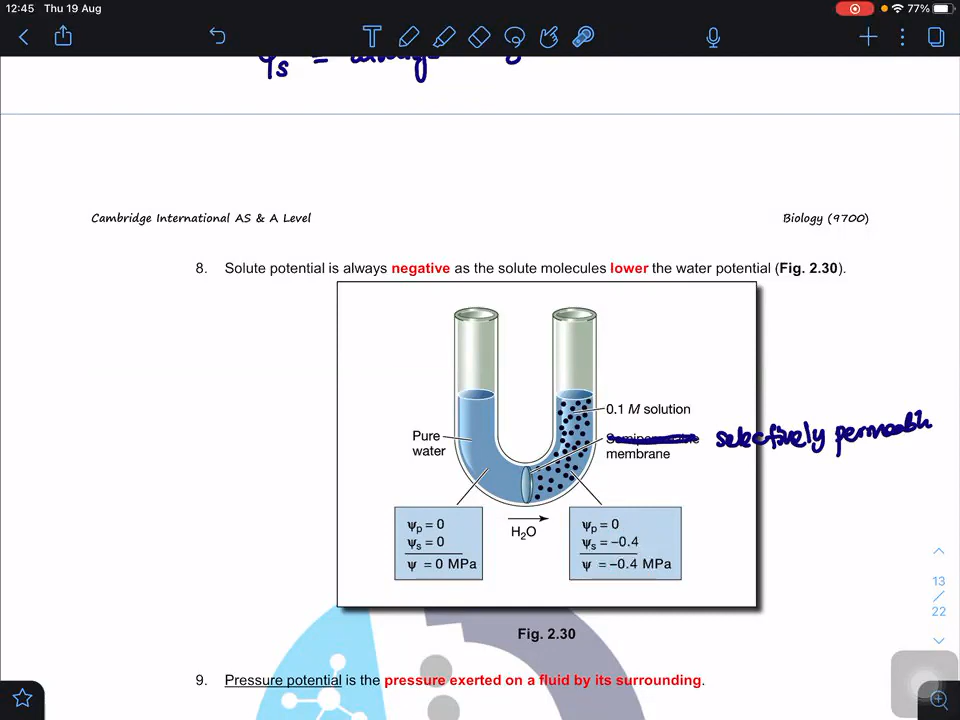 12:45 Thu 19 Aug
77%
T
Ψs = always
Cambridge International AS & A Level
Biology (9700)
8. Solute potential is always negative as the solute molecules lower the water potential (Fig. 2.30).
0.1 M solution
Pure
water
membrane
selectively permeable
Ψp = 0
Ψs = 0
Ψ = 0 MPa
H2O
Ψp = 0
Ψs = −0.4
Ψ = −0.4 MPa
13
/
22
Fig. 2.30
9. Pressure potential is the pressure exerted on a fluid by its surrounding.